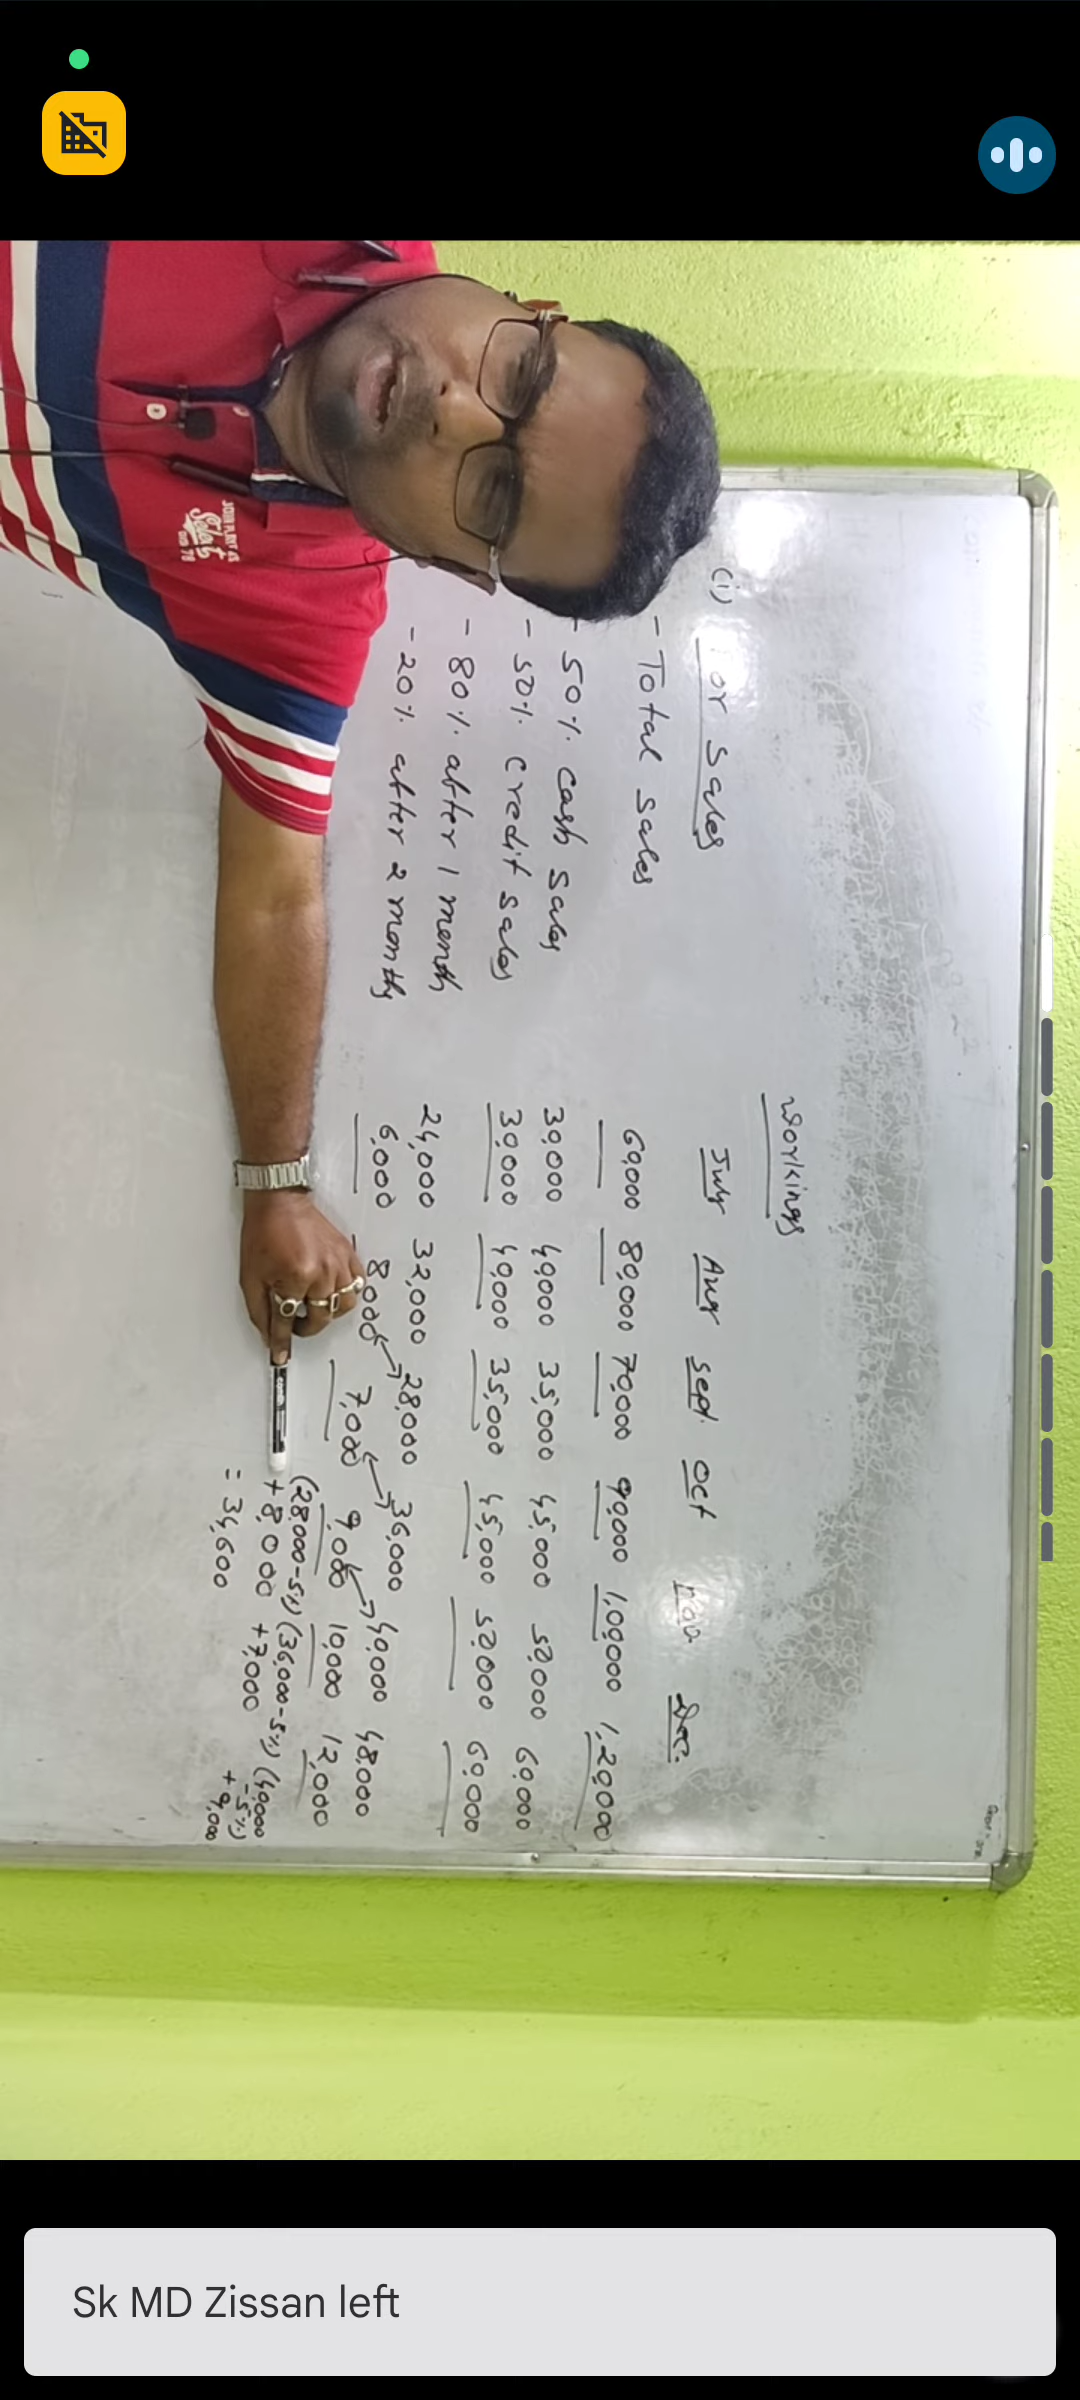 Workings
July Aug Sept. Oct Nov Dec.
(i) For Sales
- Total Sales 60,000 80,000 70,000 90,000 1,00,000 1,20,000
- 50% cash sales 30,000 40,000 35,000 45,000 50,000 60,000
- 50% credit sales 30,000 40,000 35,000 45,000 50,000 60,000
- 80% after 1 month 24,000 32,000 28,000 36,000 40,000 48,000
- 20% after 2 month 6,000 8,000 7,000 9,000 10,000 12,000
(28,000-5%) (36,000-5%) (40,000
-5%)
+8,000 +7,000 +9,000
= 34,600
JOIN PLAY AS
Select
Sk MD Zissan left